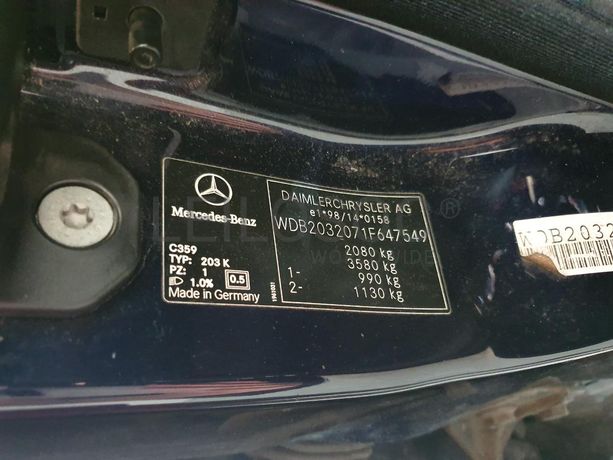 DAIMLERCHRYSLER AG
e1*98/14*0158
WDB2032071F647549
2080 kg
3580 kg
1- 990 kg
2- 1130 kg
Mercedes-Benz
C359
TYP: 203 K
PZ: 1
1.0% 0.5
Made in Germany
WDB2032